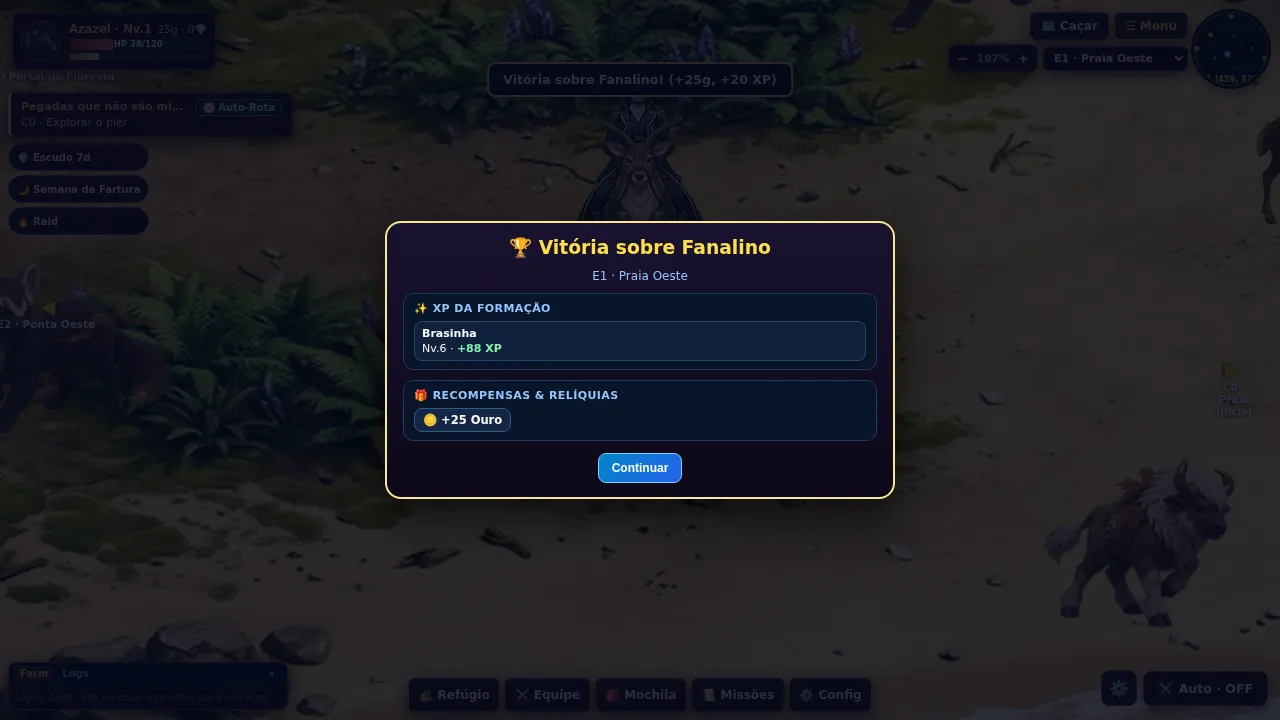 Azazel · Nv.1 25g · 0💎
HP 38/120
Portal da Floresta
Pegadas que não são mi... Auto-Rota
C0 · Explorar o píer
Escudo 7d
Semana da Fartura
Raid
Vitória sobre Fanalino! (+25g, +20 XP)
Caçar ☰ Menu
− 197% + E1 · Praia Oeste
E2 · Ponta Oeste
C0 ·
Praia
Inicial
🏆 Vitória sobre Fanalino
E1 · Praia Oeste
✨ XP DA FORMAÇÃO
Brasinha
Nv.6 · +88 XP
🎁 RECOMPENSAS & RELÍQUIAS
🪙 +25 Ouro
Continuar
Farm Logs ▾
Refúgio Equipe Mochila Missões Config
Auto · OFF